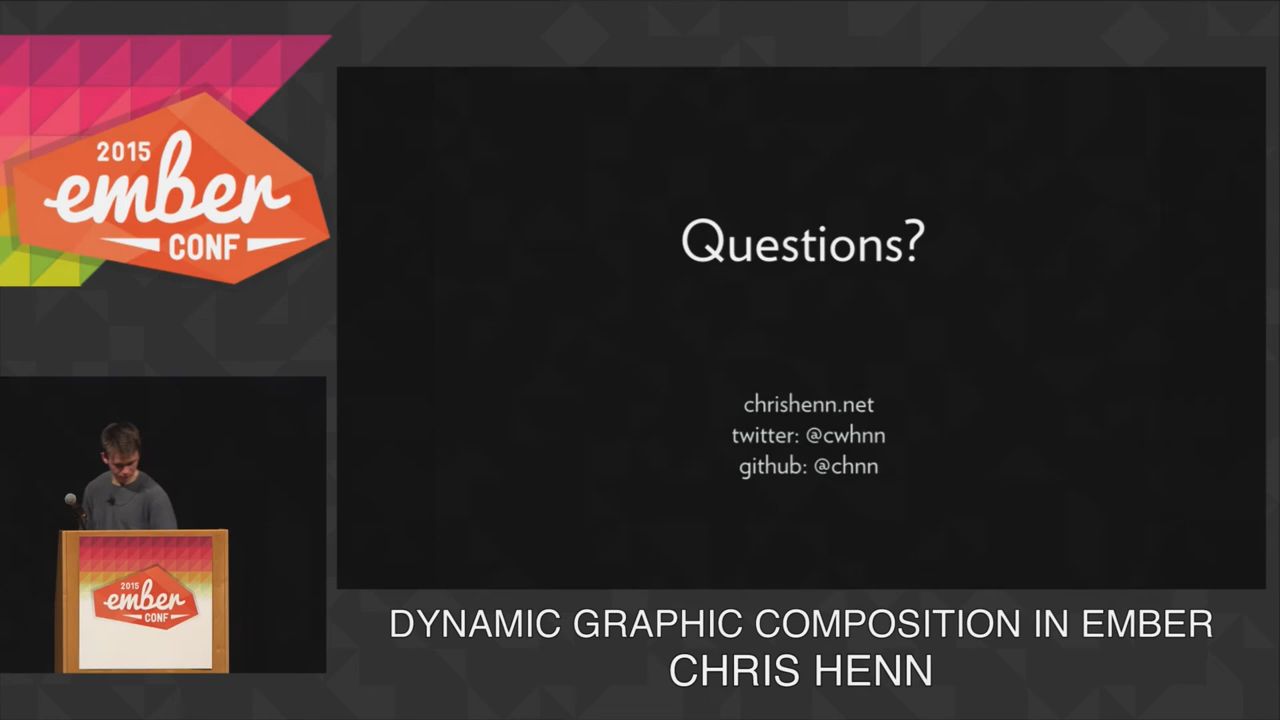 2015
ember
CONF
Questions?
chrishenn.net
twitter: @cwhnn
github: @chnn
2015
ember
CONF
DYNAMIC GRAPHIC COMPOSITION IN EMBER
CHRIS HENN